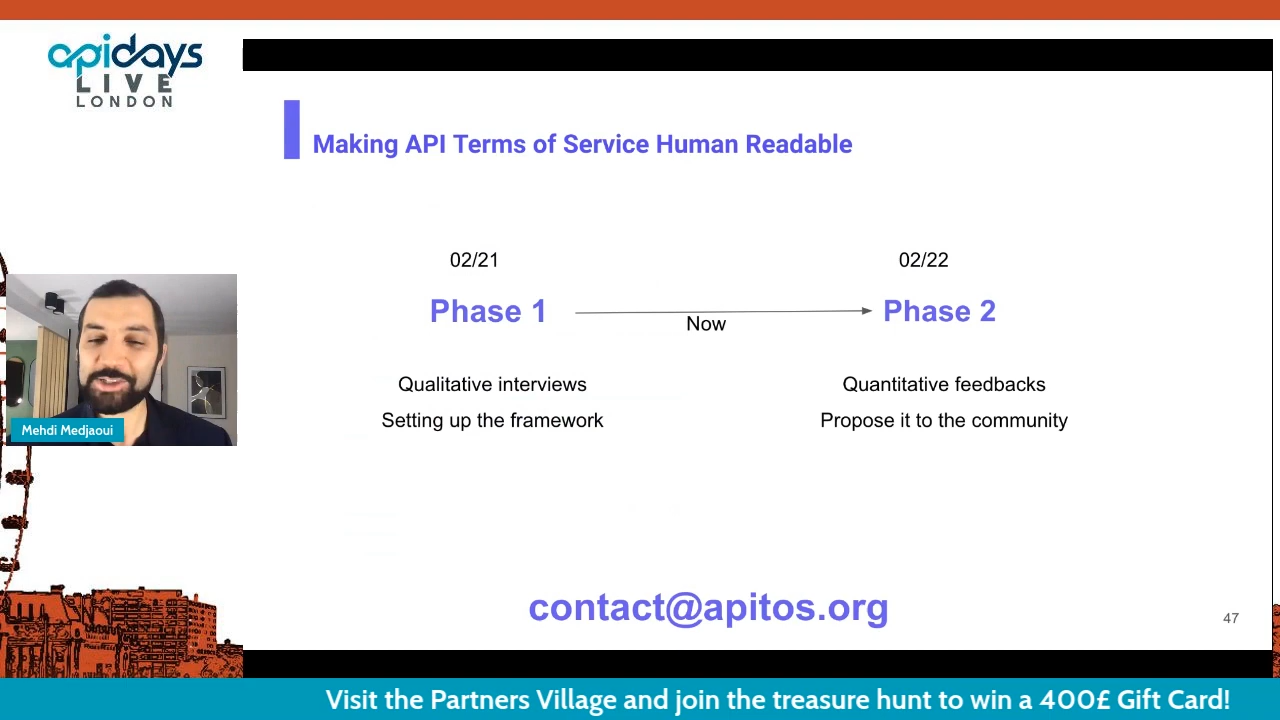 apidays
LIVE
LONDON
Making API Terms of Service Human Readable
02/21
02/22
Phase 1
Now
Phase 2
Qualitative interviews
Quantitative feedbacks
Setting up the framework
Propose it to the community
Mehdi Medjaoui
contact@apitos.org
47
Visit the Partners Village and join the treasure hunt to win a 400£ Gift Card!